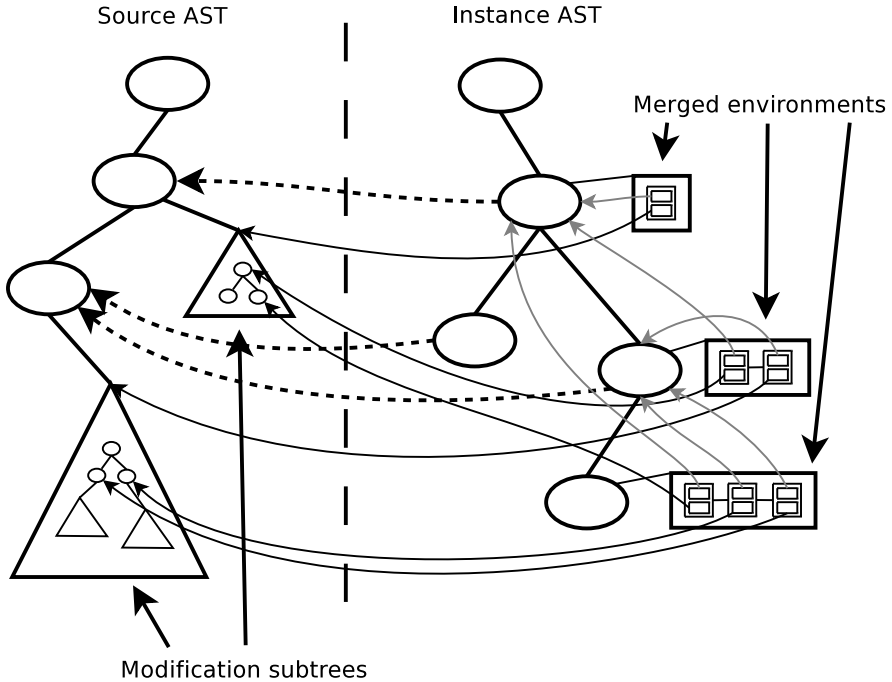 Source AST
Instance AST
Merged environments
Modification subtrees